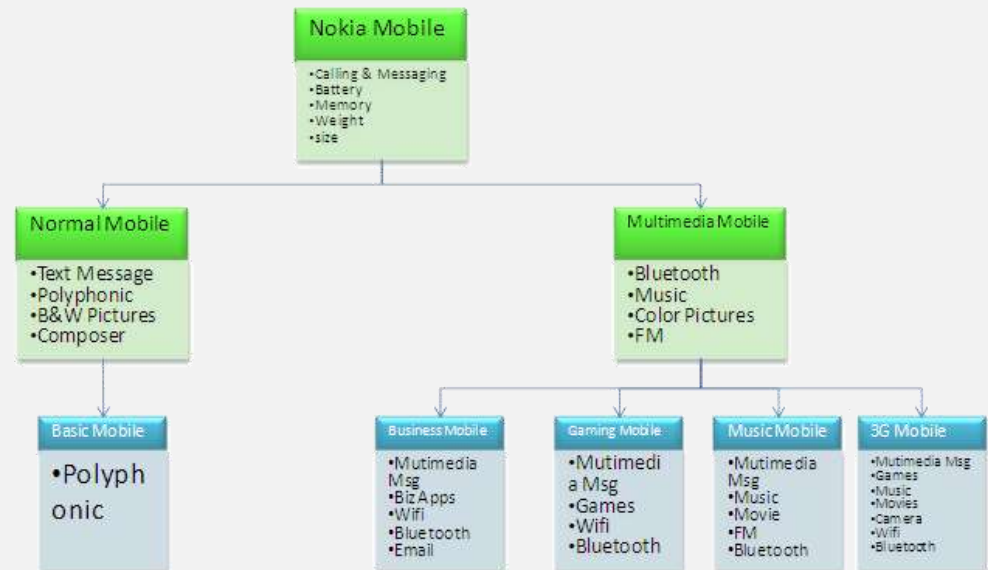 Nokia Mobile
•Calling & Messaging
•Battery
•Memory
•Weight
•size
Normal Mobile
•Text Message
•Polyphonic
•B&W Pictures
•Composer
Multimedia Mobile
•Bluetooth
•Music
•Color Pictures
•FM
Basic Mobile
•Polyph
onic
Business Mobile
•Mutimedia
Msg
•Biz Apps
•Wifi
•Bluetooth
•Email
Gaming Mobile
•Mutimedi
a Msg
•Games
•Wifi
•Bluetooth
Music Mobile
•Mutimedia
Msg
•Music
•Movie
•FM
•Bluetooth
3G Mobile
•Mutimedia Msg
•Games
•Music
•Movies
•Camera
•Wifi
•Bluetooth